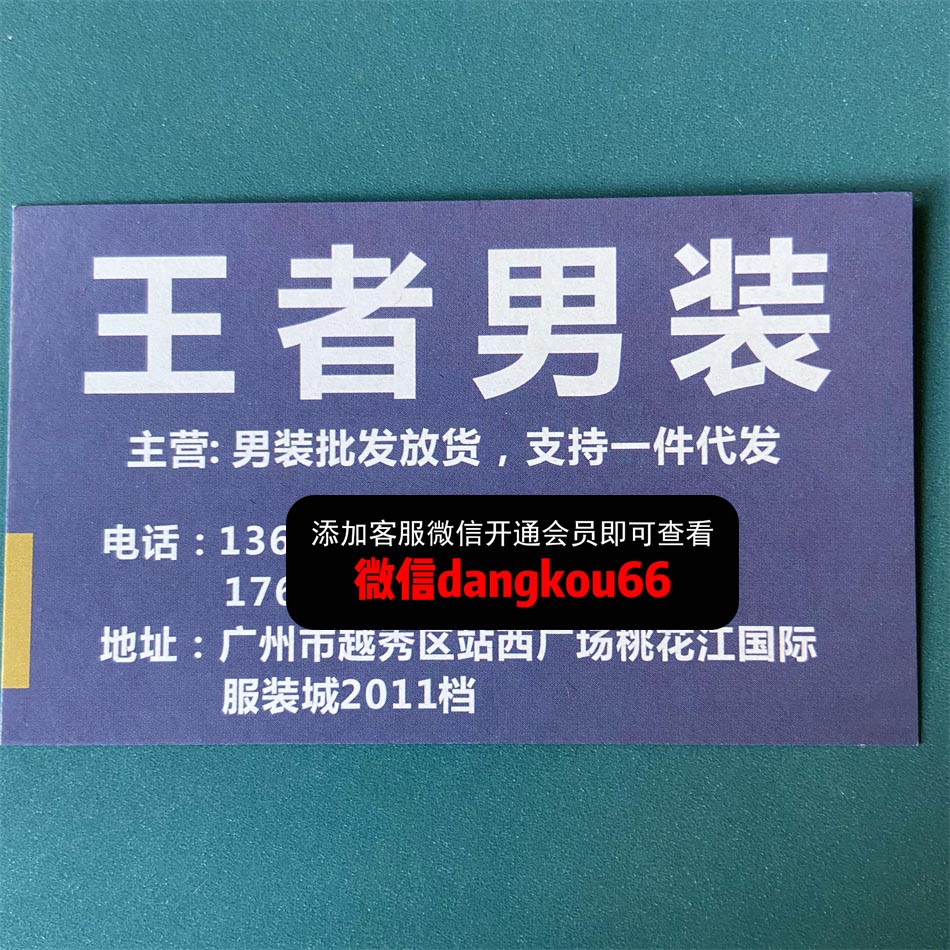 王者男装
主营: 男装批发放货，支持一件代发
电话：136
176
添加客服微信开通会员即可查看
微信dangkou66
地址：广州市越秀区站西广场桃花江国际
服装城2011档